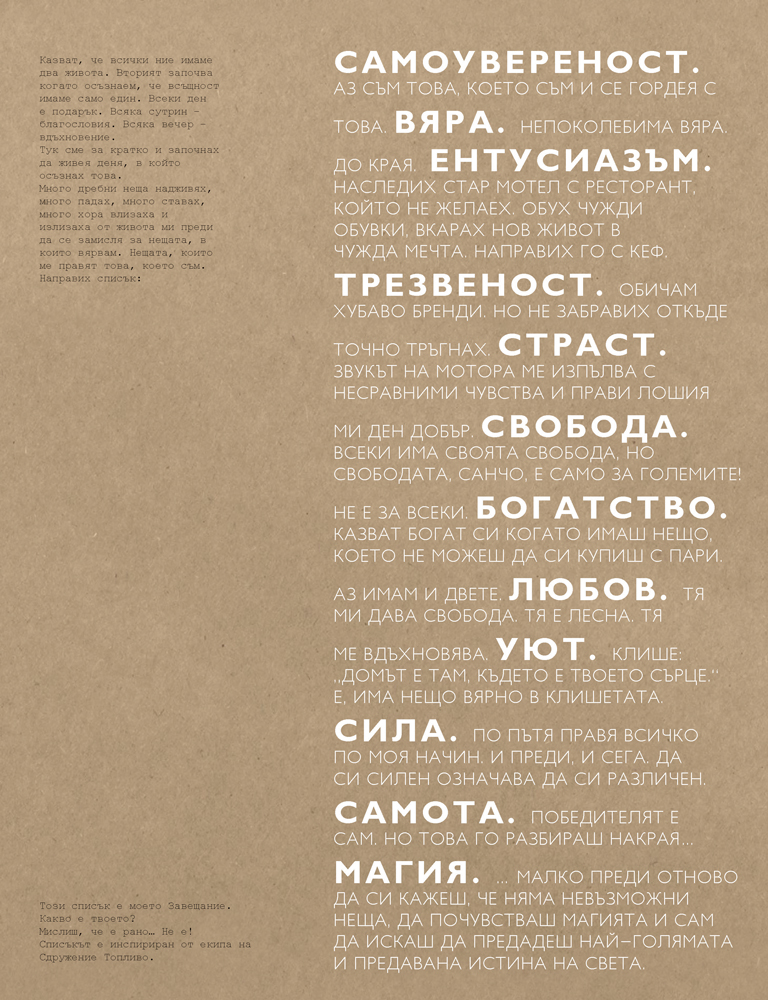 Казват, че всички ние имаме
два живота. Вторият започва
когато осъзнаем, че всъщност
имаме само един. Всеки ден
е подарък. Всяка сутрин –
благословия. Всяка вечер –
вдъхновение.
Тук сме за кратко и започнах
да живея деня, в който
осъзнах това.
Много дребни неща надживях,
много падах, много ставах,
много хора влизаха и
излизаха от живота ми преди
да се замисля за нещата, в
които вярвам. Нещата, които
ме правят това, което съм.
Направих списък:
САМОУВЕРЕНОСТ.
АЗ СЪМ ТОВА, КОЕТО СЪМ И СЕ ГОРДЕЯ С
ТОВА. ВЯРА. НЕПОКОЛЕБИМА ВЯРА.
ДО КРАЯ. ЕНТУСИАЗЪМ.
НАСЛЕДИХ СТАР МОТЕЛ С РЕСТОРАНТ,
КОЙТО НЕ ЖЕЛАЕХ. ОБУХ ЧУЖДИ
ОБУВКИ, ВКАРАХ НОВ ЖИВОТ В
ЧУЖДА МЕЧТА. НАПРАВИХ ГО С КЕФ.
ТРЕЗВЕНОСТ. ОБИЧАМ
ХУБАВО БРЕНДИ. НО НЕ ЗАБРАВИХ ОТКЪДЕ
ТОЧНО ТРЪГНАХ. СТРАСТ.
ЗВУКЪТ НА МОТОРА МЕ ИЗПЪЛВА С
НЕСРАВНИМИ ЧУВСТВА И ПРАВИ ЛОШИЯ
МИ ДЕН ДОБЪР. СВОБОДА.
ВСЕКИ ИМА СВОЯТА СВОБОДА, НО
СВОБОДАТА, САНЧО, Е САМО ЗА ГОЛЕМИТЕ!
НЕ Е ЗА ВСЕКИ. БОГАТСТВО.
КАЗВАТ БОГАТ СИ КОГАТО ИМАШ НЕЩО,
КОЕТО НЕ МОЖЕШ ДА СИ КУПИШ С ПАРИ.
АЗ ИМАМ И ДВЕТЕ. ЛЮБОВ. ТЯ
МИ ДАВА СВОБОДА. ТЯ Е ЛЕСНА. ТЯ
МЕ ВДЪХНОВЯВА. УЮТ. КЛИШЕ:
„ДОМЪТ Е ТАМ, КЪДЕТО Е ТВОЕТО СЪРЦЕ.“
Е, ИМА НЕЩО ВЯРНО В КЛИШЕТАТА.
СИЛА. ПО ПЪТЯ ПРАВЯ ВСИЧКО
ПО МОЯ НАЧИН. И ПРЕДИ, И СЕГА. ДА
СИ СИЛЕН ОЗНАЧАВА ДА СИ РАЗЛИЧЕН.
САМОТА. ПОБЕДИТЕЛЯТ Е
САМ. НО ТОВА ГО РАЗБИРАШ НАКРАЯ...
МАГИЯ. ... МАЛКО ПРЕДИ ОТНОВО
ДА СИ КАЖЕШ, ЧЕ НЯМА НЕВЪЗМОЖНИ
НЕЩА, ДА ПОЧУВСТВАШ МАГИЯТА И САМ
ДА ИСКАШ ДА ПРЕДАДЕШ НАЙ–ГОЛЯМАТА
И ПРЕДАВАНА ИСТИНА НА СВЕТА.
Този списък е моето Завещание.
Какво е твоето?
Мислиш, че е рано… Не е!
Списъкът е инспириран от екипа на
Сдружение Топливо.